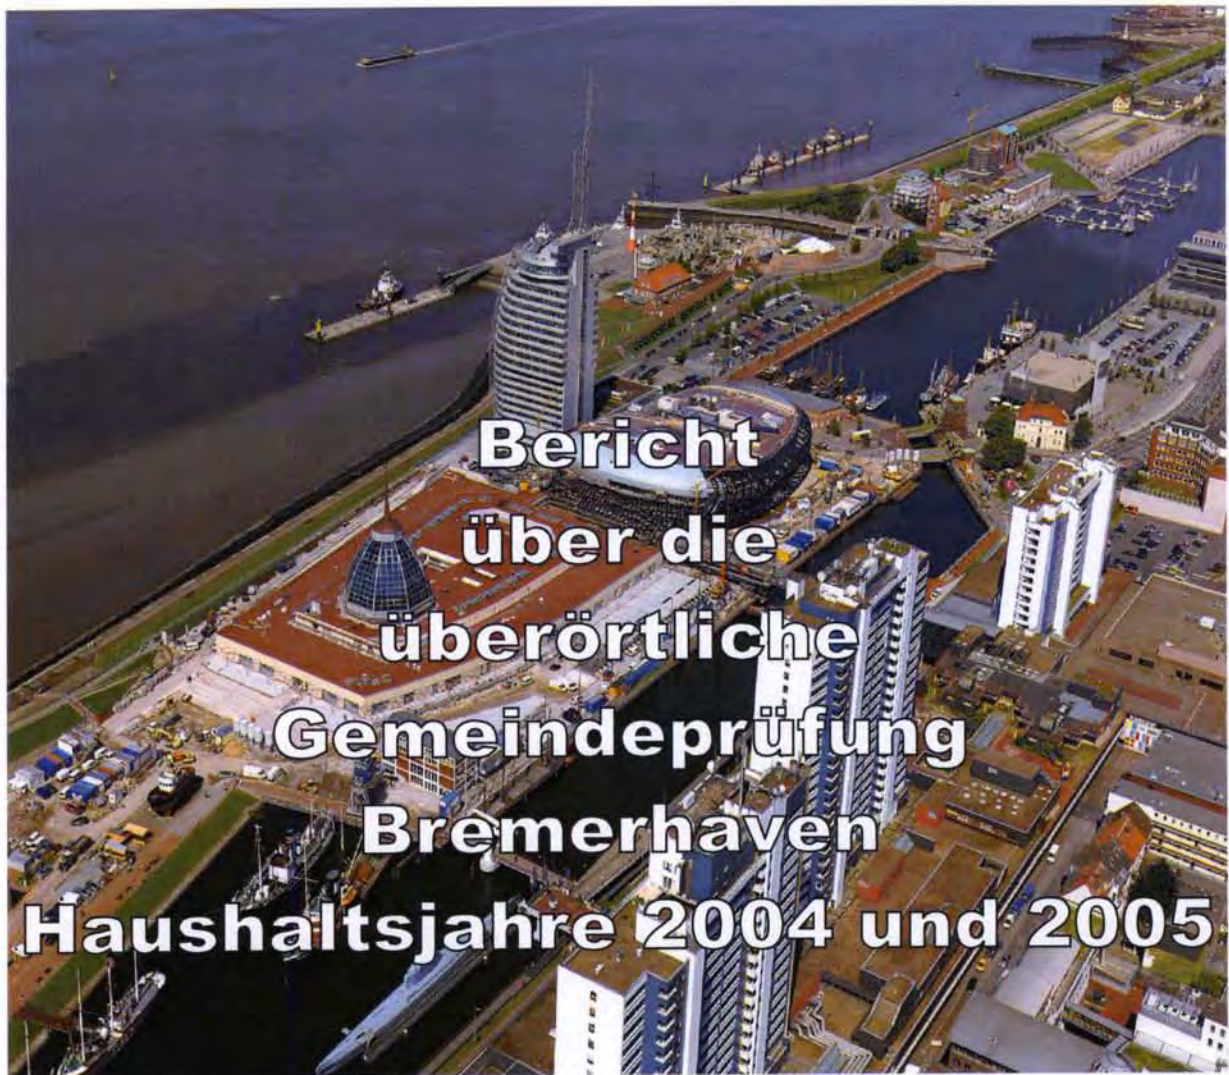 Bericht
über die
überörtliche
Gemeindeprüfung
Bremerhaven
Haushaltsjahre 2004 und 2005